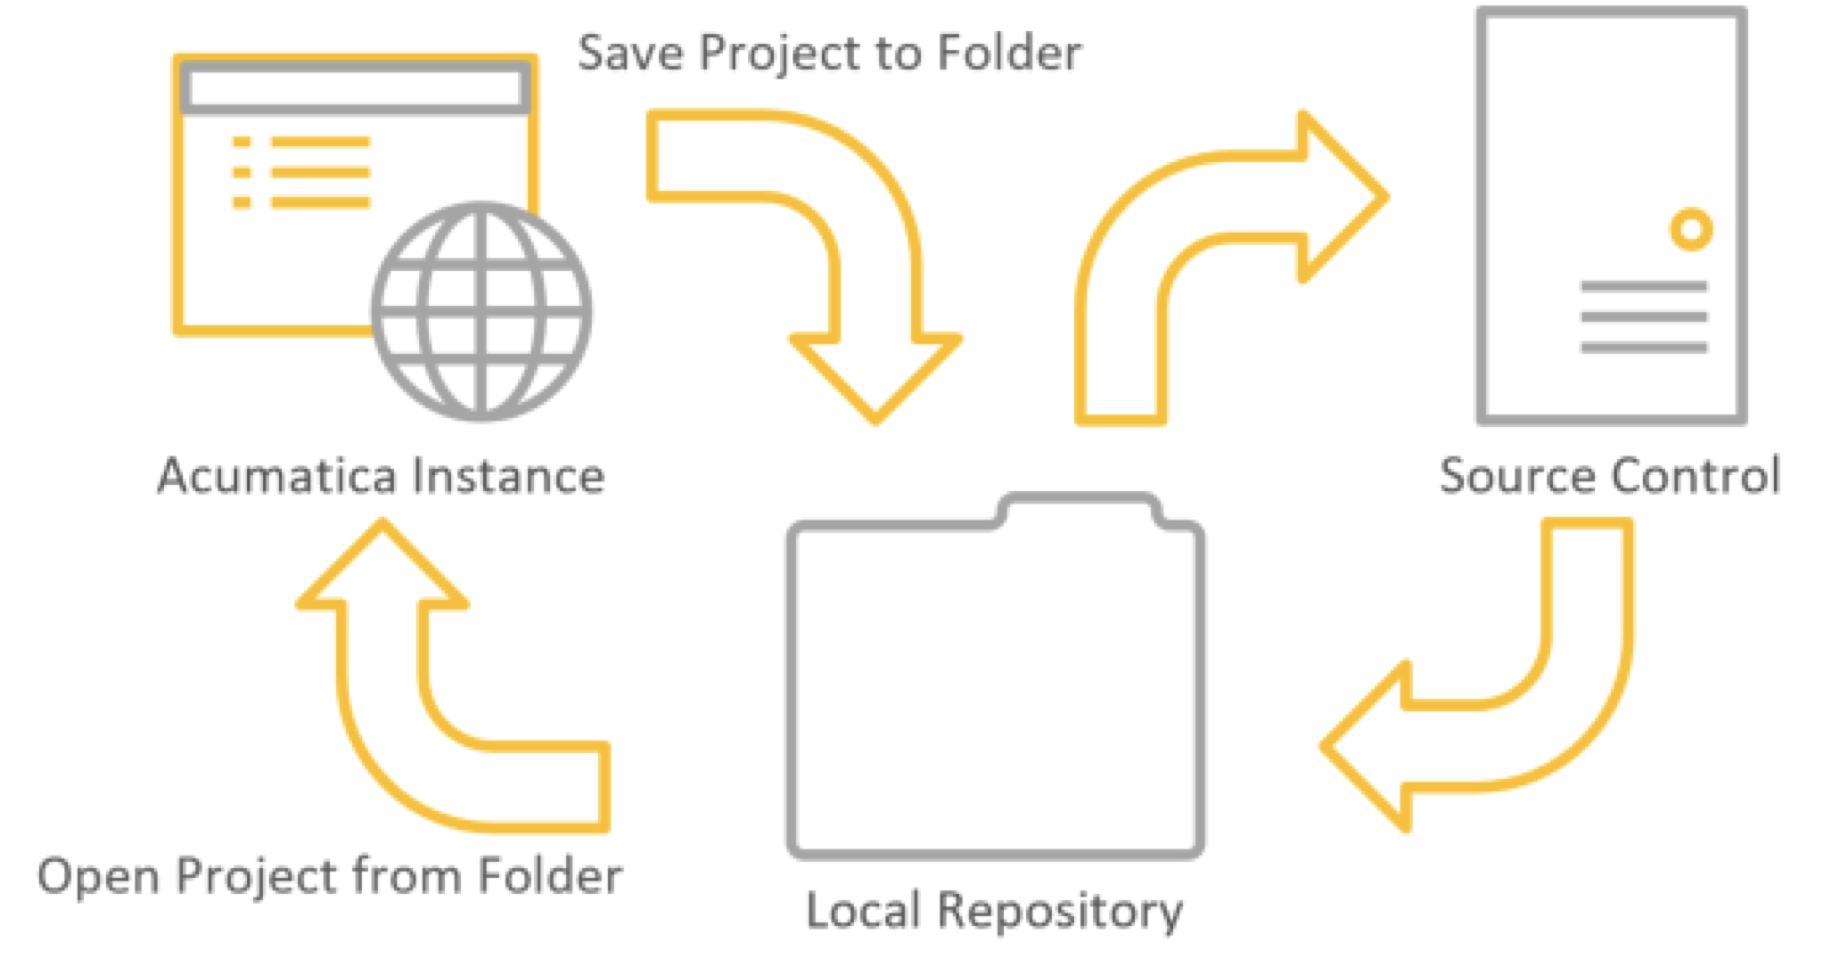 Save Project to Folder
Acumatica Instance
Source Control
Open Project from Folder
Local Repository